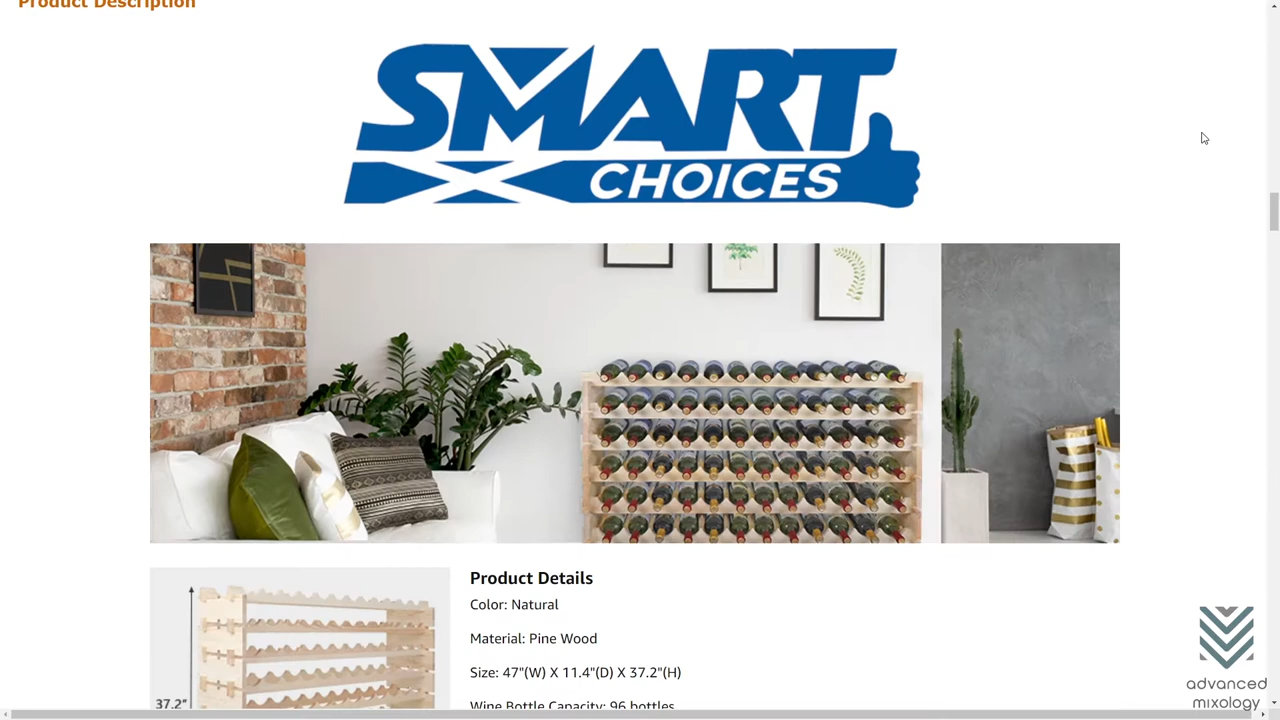 Product Description
SMART
CHOICES
Product Details
Color: Natural
Material: Pine Wood
Size: 47"(W) X 11.4"(D) X 37.2"(H)
37.2"
Wine Bottle Capacity: 96 bottles
advanced
mixology